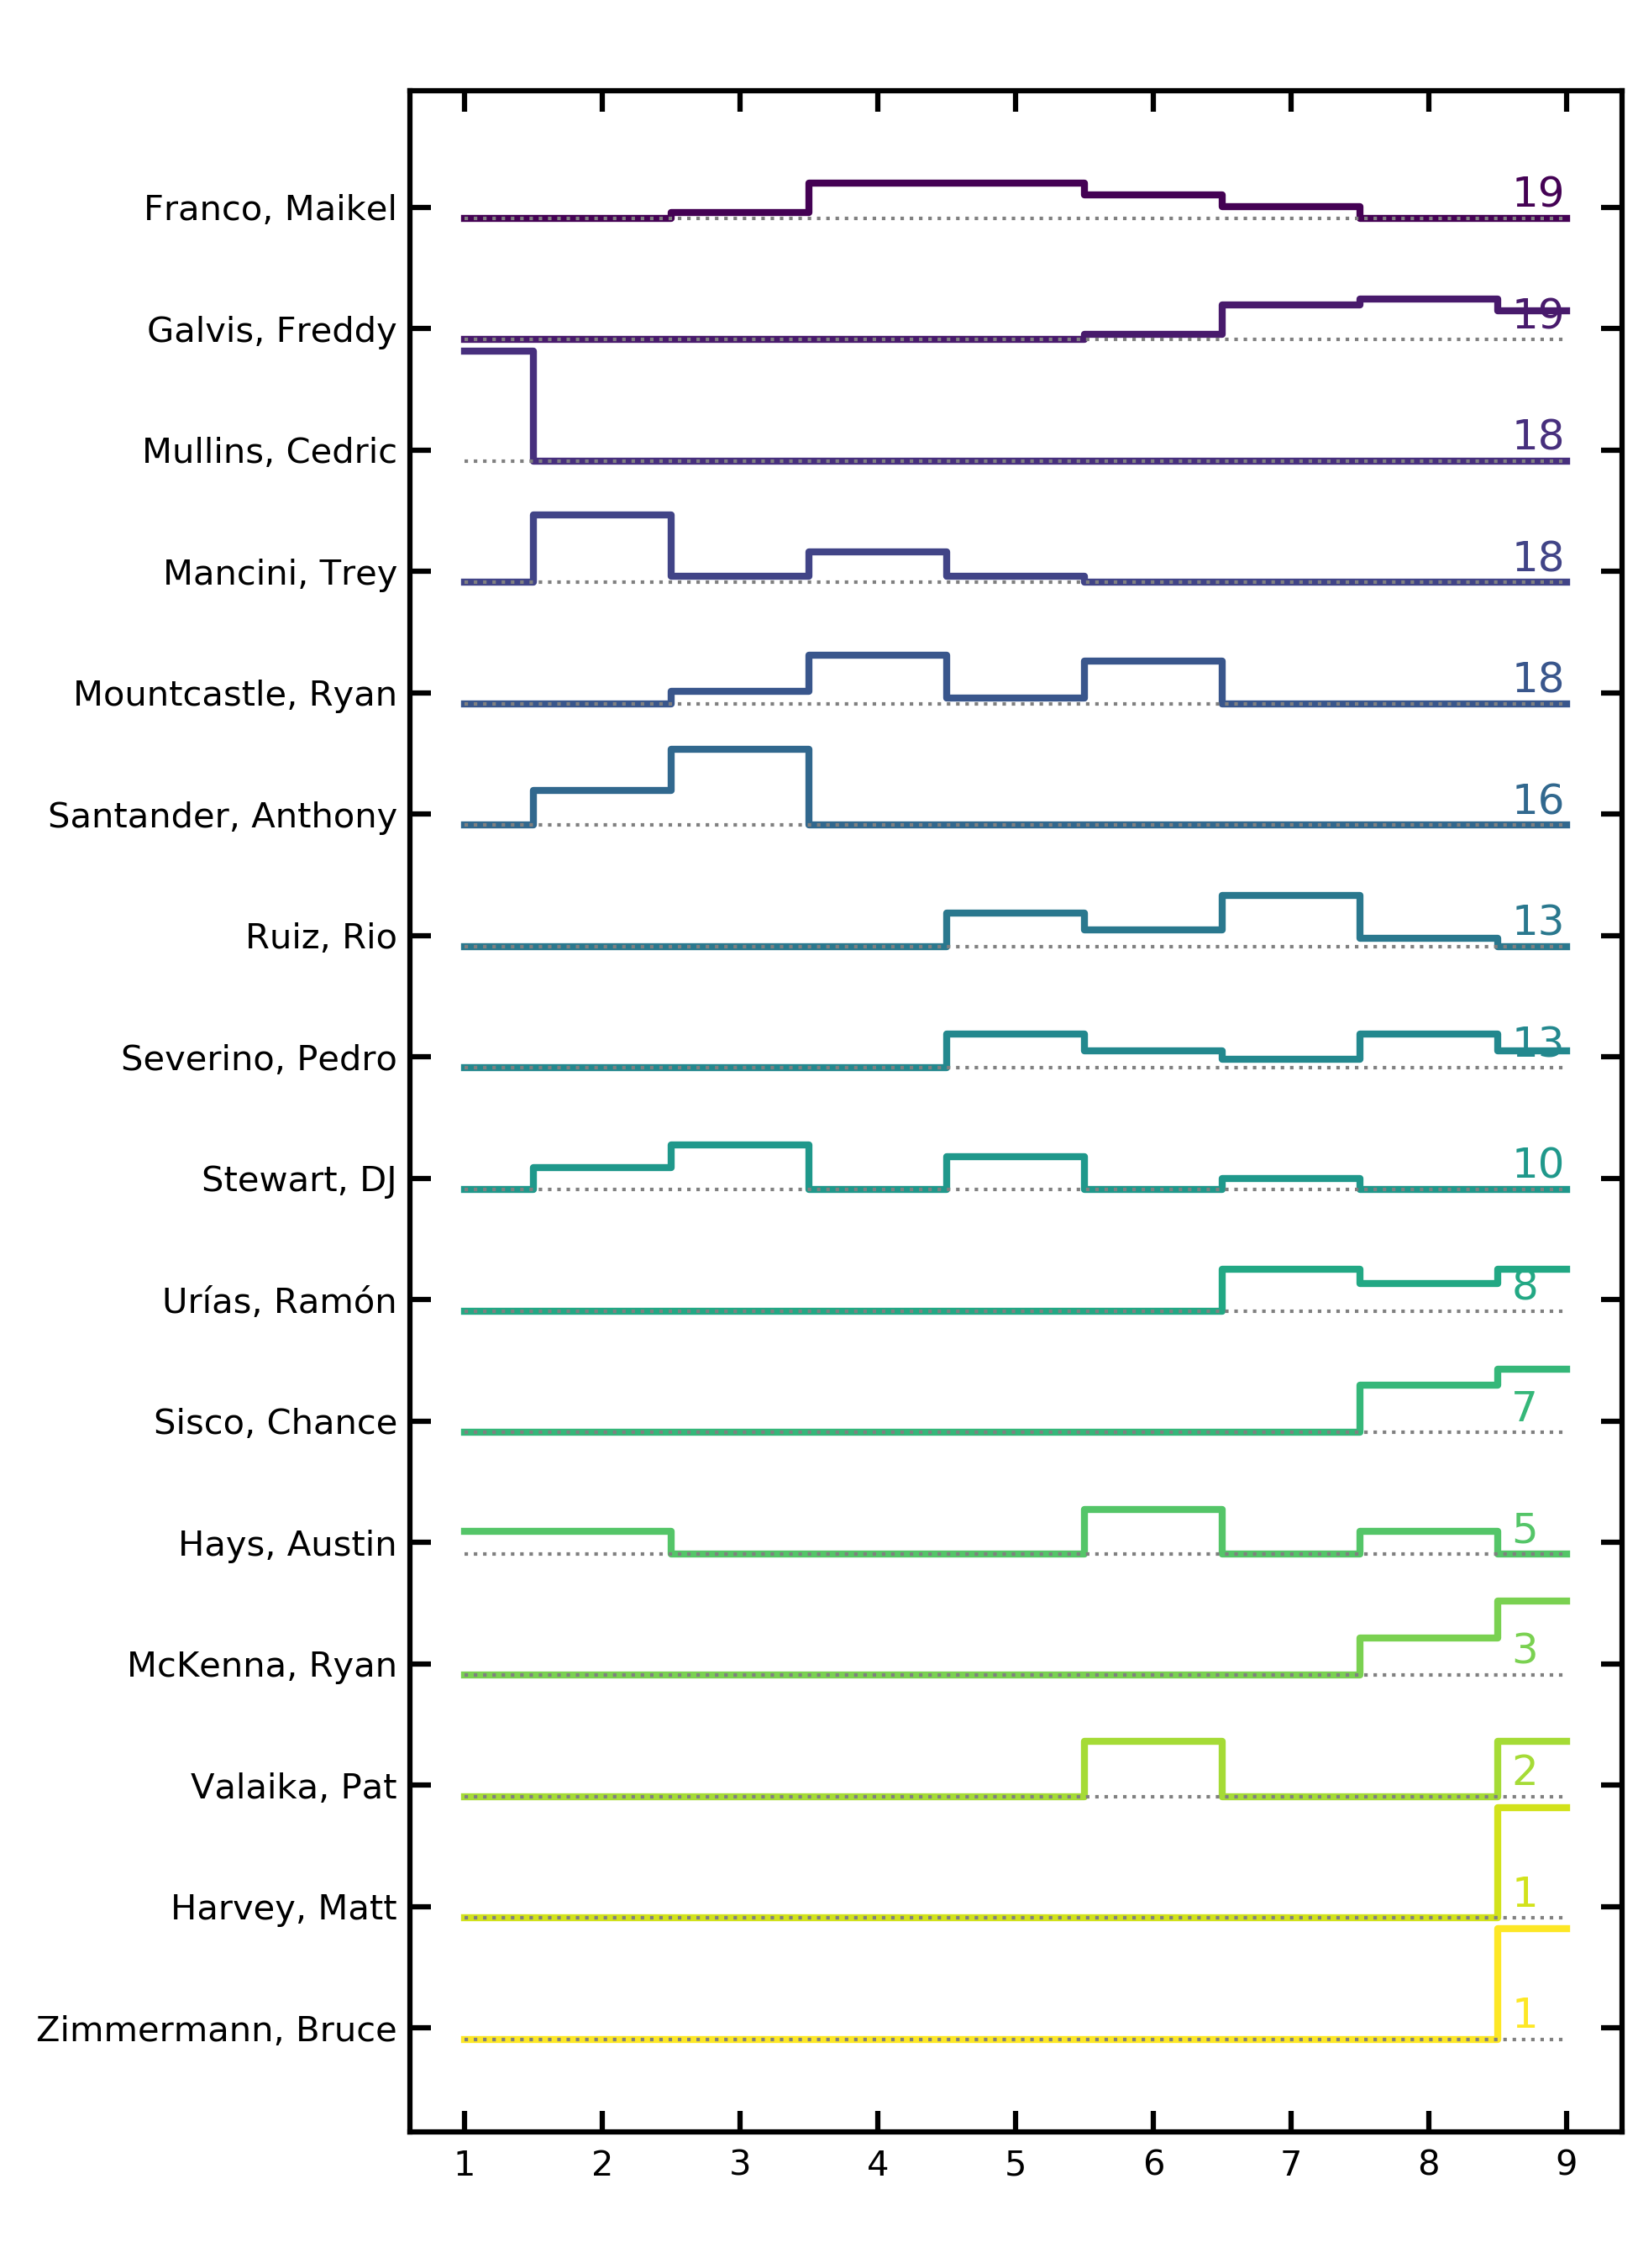 Franco, Maikel 19
Galvis, Freddy 19
Mullins, Cedric 18
Mancini, Trey 18
Mountcastle, Ryan 18
Santander, Anthony 16
Ruiz, Rio 13
Severino, Pedro 13
Stewart, DJ 10
Urías, Ramón 8
Sisco, Chance 7
Hays, Austin 5
McKenna, Ryan 3
Valaika, Pat 2
Harvey, Matt 1
Zimmermann, Bruce 1
1 2 3 4 5 6 7 8 9